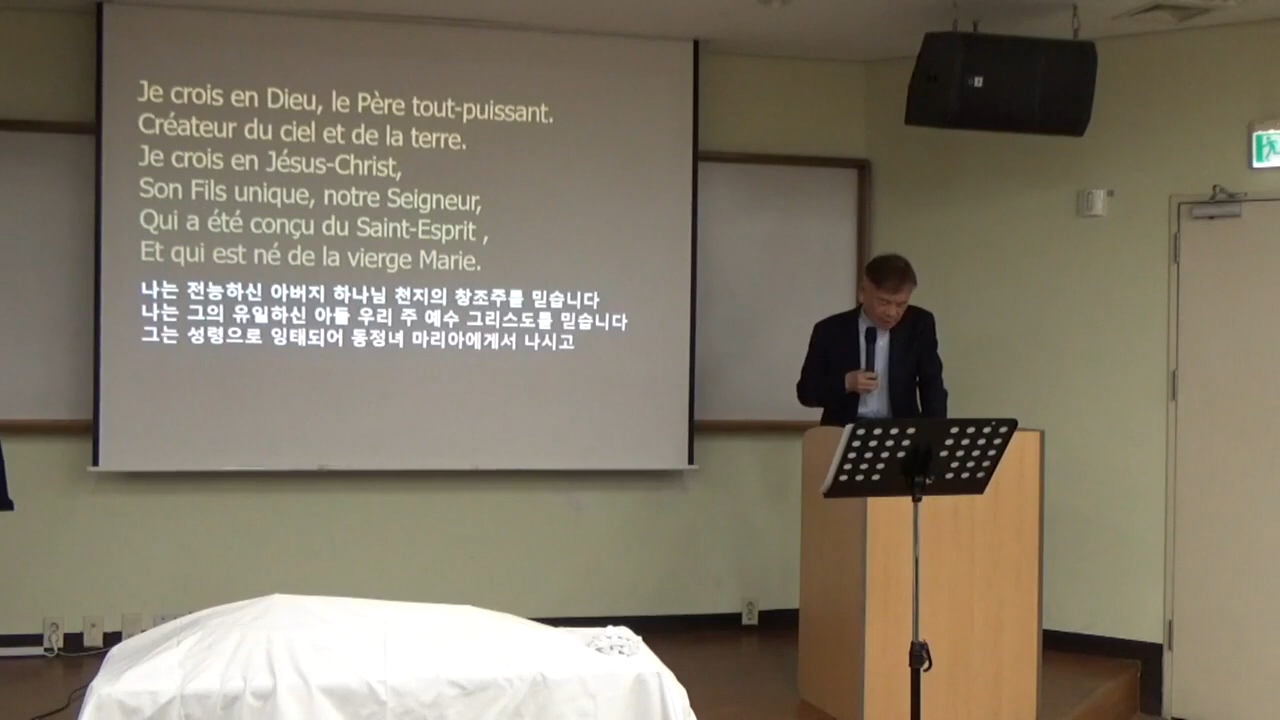 Je crois en Dieu, le Père tout-puissant.
Créateur du ciel et de la terre.
Je crois en Jésus-Christ,
Son Fils unique, notre Seigneur,
Qui a été conçu du Saint-Esprit ,
Et qui est né de la vierge Marie.
나는 전능하신 아버지 하나님 천지의 창조주를 믿습니다
나는 그의 유일하신 아들 우리 주 예수 그리스도를 믿습니다
그는 성령으로 잉태되어 동정녀 마리아에게서 나시고